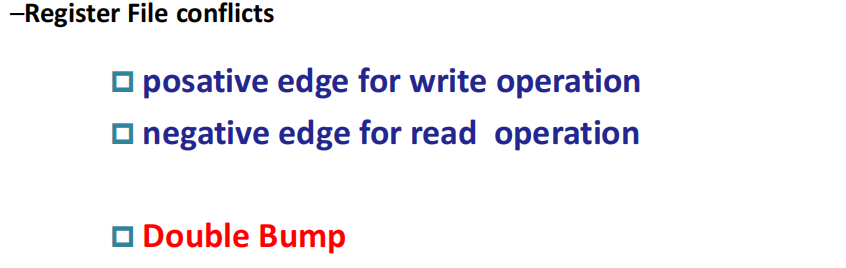 –Register File conflicts
posative edge for write operation
negative edge for read operation
Double Bump